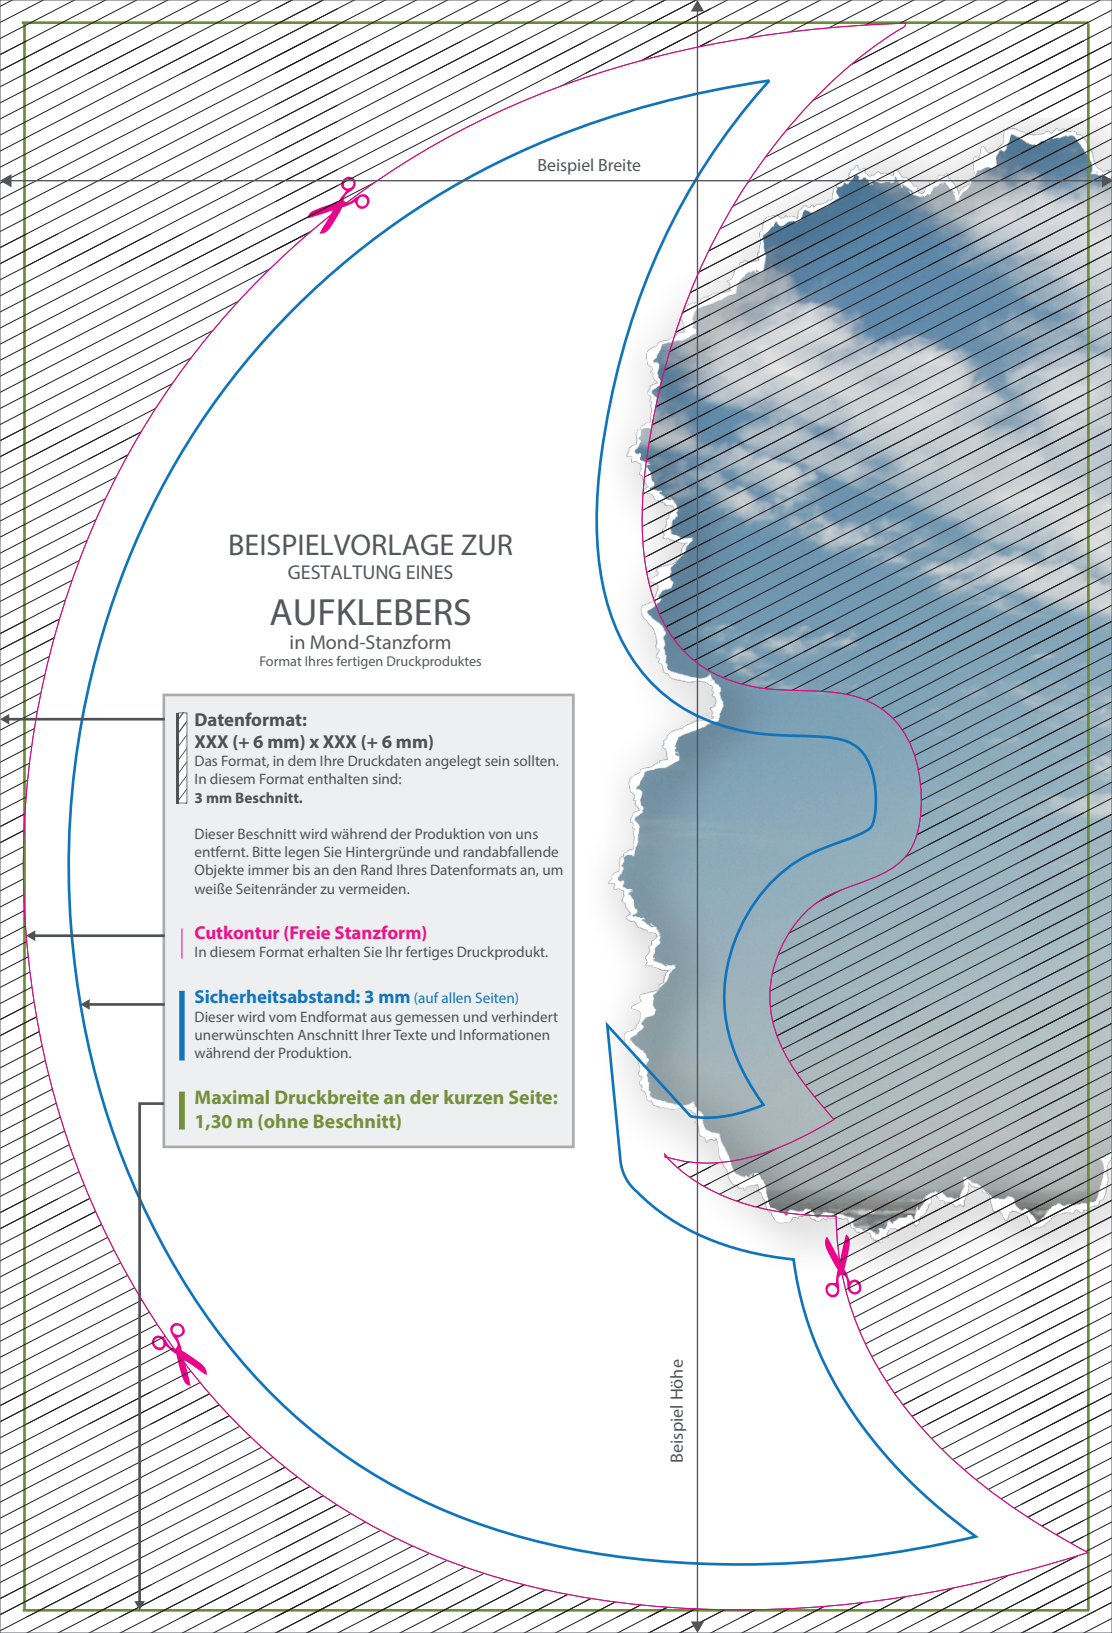 Beispiel Breite
BEISPIELVORLAGE ZUR
GESTALTUNG EINES
AUFKLEBERS
in Mond-Stanzform
Format Ihres fertigen Druckproduktes
Datenformat:
XXX (+ 6 mm) x XXX (+ 6 mm)
Das Format, in dem Ihre Druckdaten angelegt sein sollten.
In diesem Format enthalten sind:
3 mm Beschnitt.
Dieser Beschnitt wird während der Produktion von uns
entfernt. Bitte legen Sie Hintergründe und randabfallende
Objekte immer bis an den Rand Ihres Datenformats an, um
weiße Seitenränder zu vermeiden.
Cutkontur (Freie Stanzform)
In diesem Format erhalten Sie Ihr fertiges Druckprodukt.
Sicherheitsabstand: 3 mm (auf allen Seiten)
Dieser wird vom Endformat aus gemessen und verhindert
unerwünschten Anschnitt Ihrer Texte und Informationen
während der Produktion.
Maximal Druckbreite an der kurzen Seite:
1,30 m (ohne Beschnitt)
Beispiel Höhe